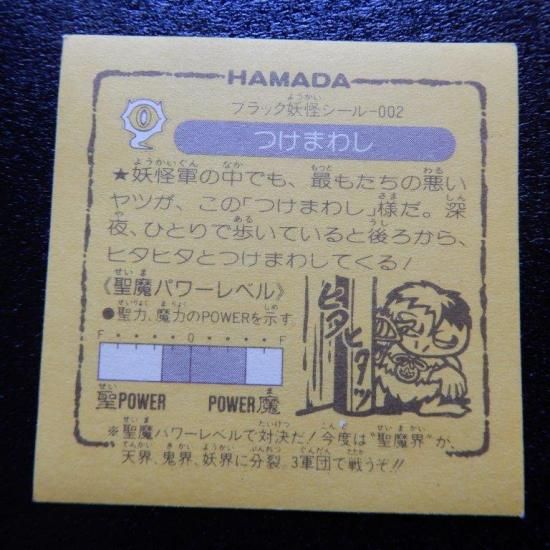 HAMADA
ブラック妖怪シール-002
つけまわし
★妖怪軍の中でも、最もたちの悪い
ヤツが、この「つけまわし」様だ。深
夜、ひとりで歩いていると後ろから、
ヒタヒタとつけまわしてくる!
《聖魔パワーレベル》
●聖力、魔力のPOWERを示す。
F・・・・0・・・・F
聖POWER POWER魔
ヒタ
ヒタッ
※聖魔パワーレベルで対決だ!今度は"聖魔界"が、
天界、鬼界、妖界に分裂。3軍団で戦うぞ!!